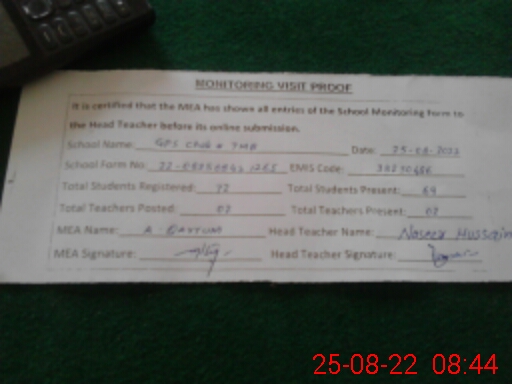 MONITORING VISIT PROOF
It is certified that the MEA has shown all entries of the School Monitoring form to
the Head Teacher before its online submission.
School Name: GPS Date: 25-08-2022
School Form No: EMIS Code:
Total Students Registered: 72 Total Students Present: 69
Total Teachers Posted: 02 Total Teachers Present: 02
MEA Name: A. QAYYUM Head Teacher Name: Naseer Hussain
MEA Signature: Head Teacher Signature:
25-08-22 08:44